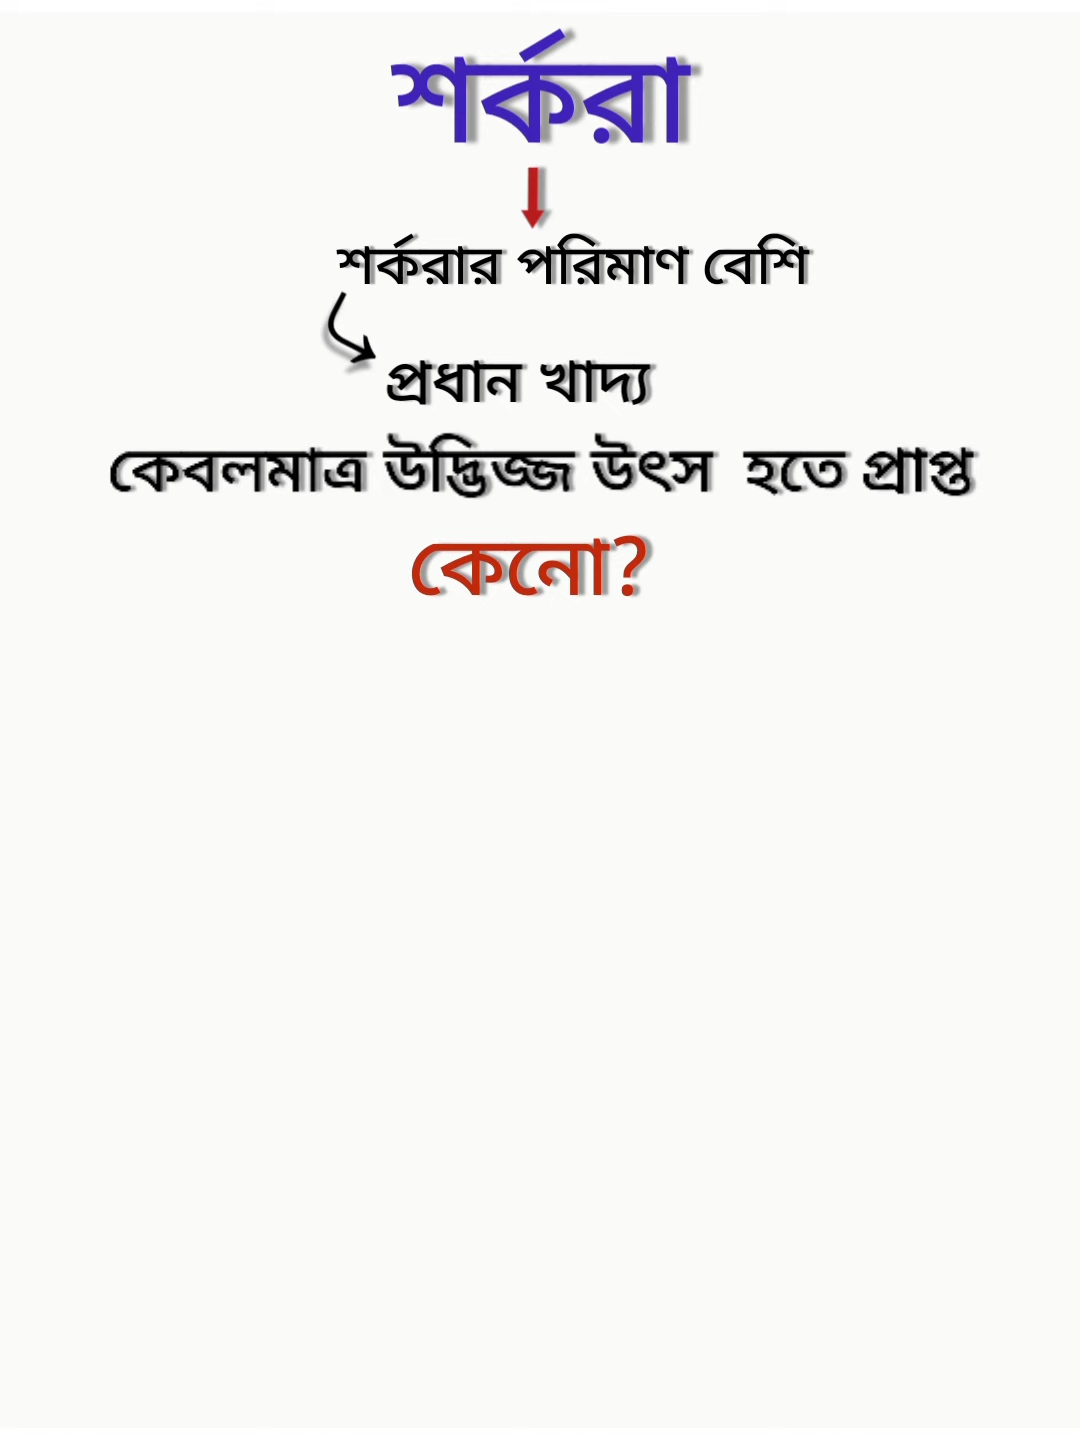 শর্করা
শর্করার পরিমাণ বেশি
প্রধান খাদ্য
কেবলমাত্র উদ্ভিজ্জ উৎস হতে প্রাপ্ত
কেনো?